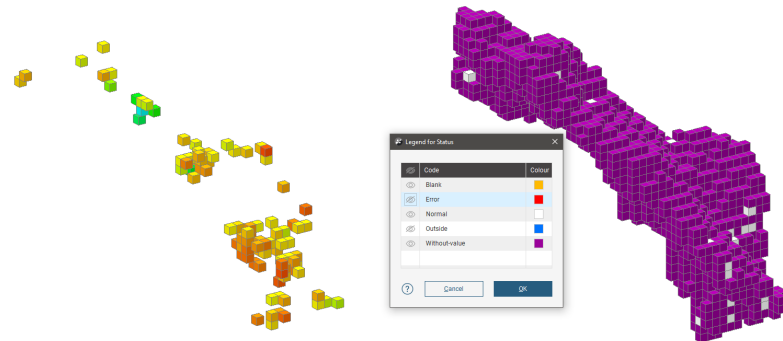 Legend for Status
Code Colour
Blank
Error
Normal
Outside
Without-value
? Cancel OK